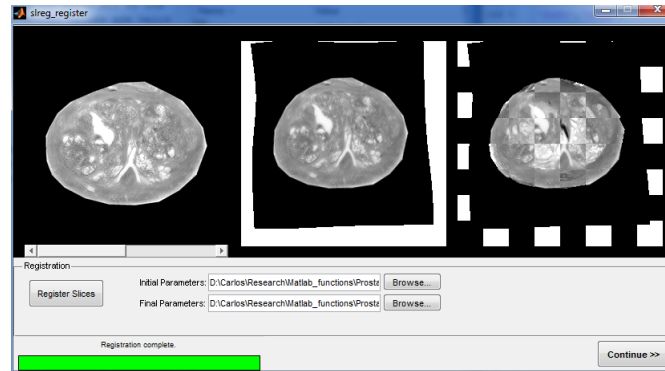 slreg_register
Registration
Register Slices
Initial Parameters: D:\Carlos\Research\Matlab_functions\Prosta Browse...
Final Parameters: D:\Carlos\Research\Matlab_functions\Prosta Browse...
Registration complete.
Continue >>